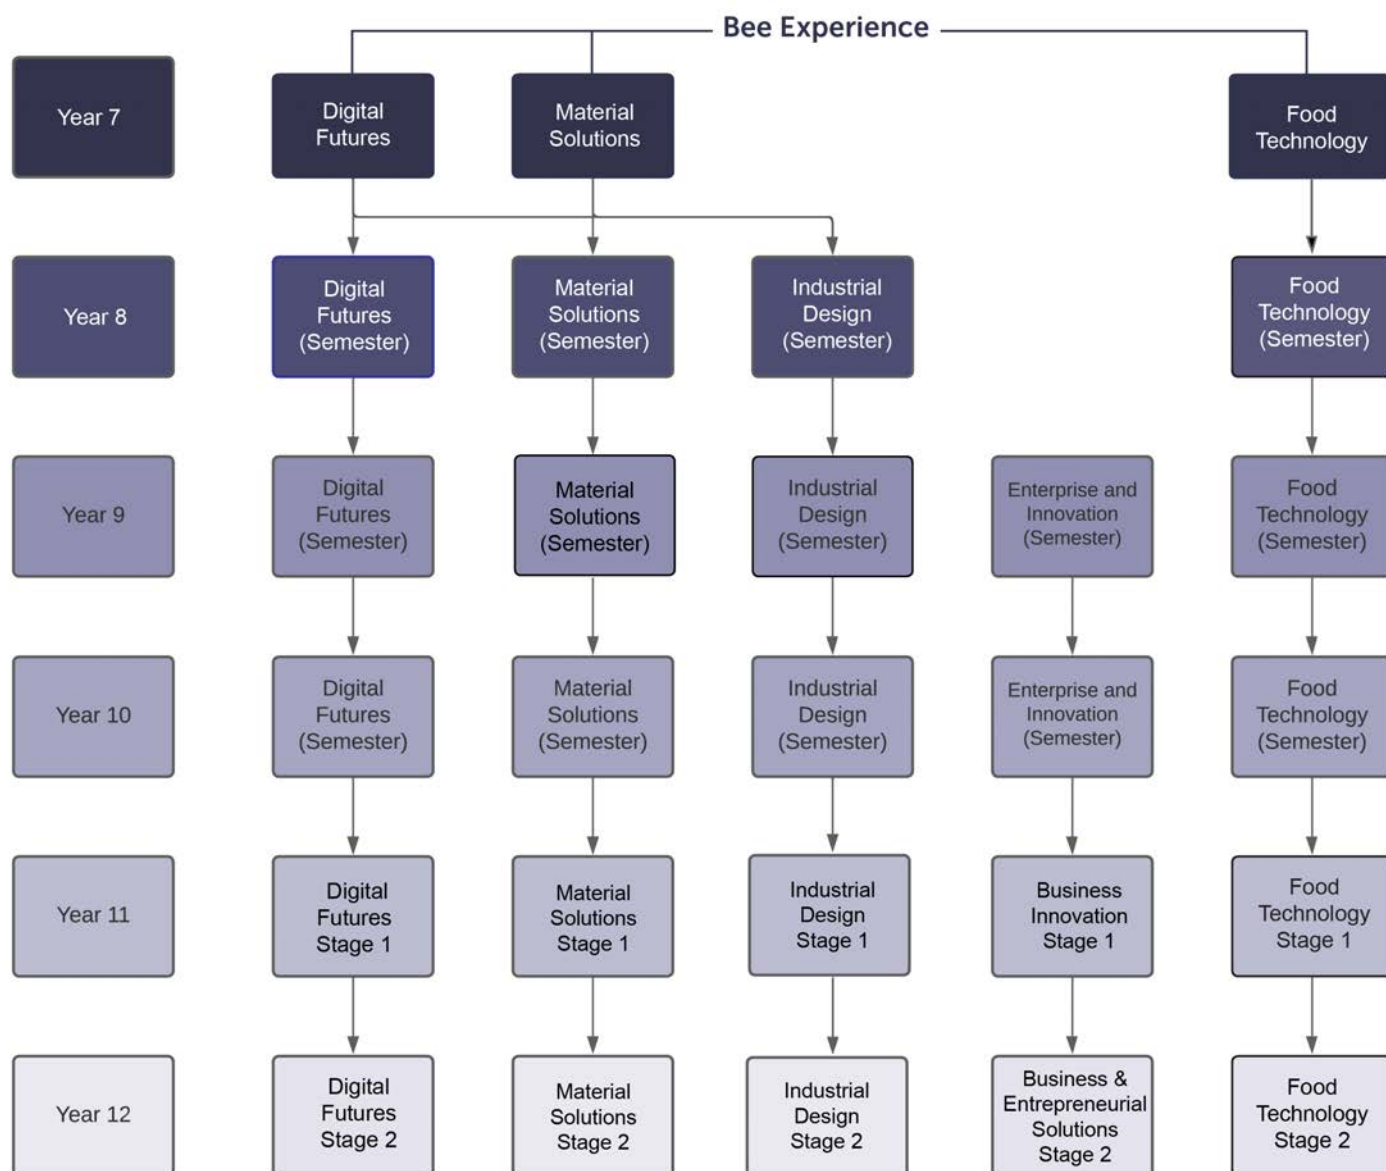 Bee Experience
Year 7
Digital
Futures
Material
Solutions
Food
Technology
Year 8
Digital
Futures
(Semester)
Material
Solutions
(Semester)
Industrial
Design
(Semester)
Food
Technology
(Semester)
Year 9
Digital
Futures
(Semester)
Material
Solutions
(Semester)
Industrial
Design
(Semester)
Enterprise and
Innovation
(Semester)
Food
Technology
(Semester)
Year 10
Digital
Futures
(Semester)
Material
Solutions
(Semester)
Industrial
Design
(Semester)
Enterprise and
Innovation
(Semester)
Food
Technology
(Semester)
Year 11
Digital
Futures
Stage 1
Material
Solutions
Stage 1
Industrial
Design
Stage 1
Business
Innovation
Stage 1
Food
Technology
Stage 1
Year 12
Digital
Futures
Stage 2
Material
Solutions
Stage 2
Industrial
Design
Stage 2
Business &
Entrepreneurial
Solutions
Stage 2
Food
Technology
Stage 2